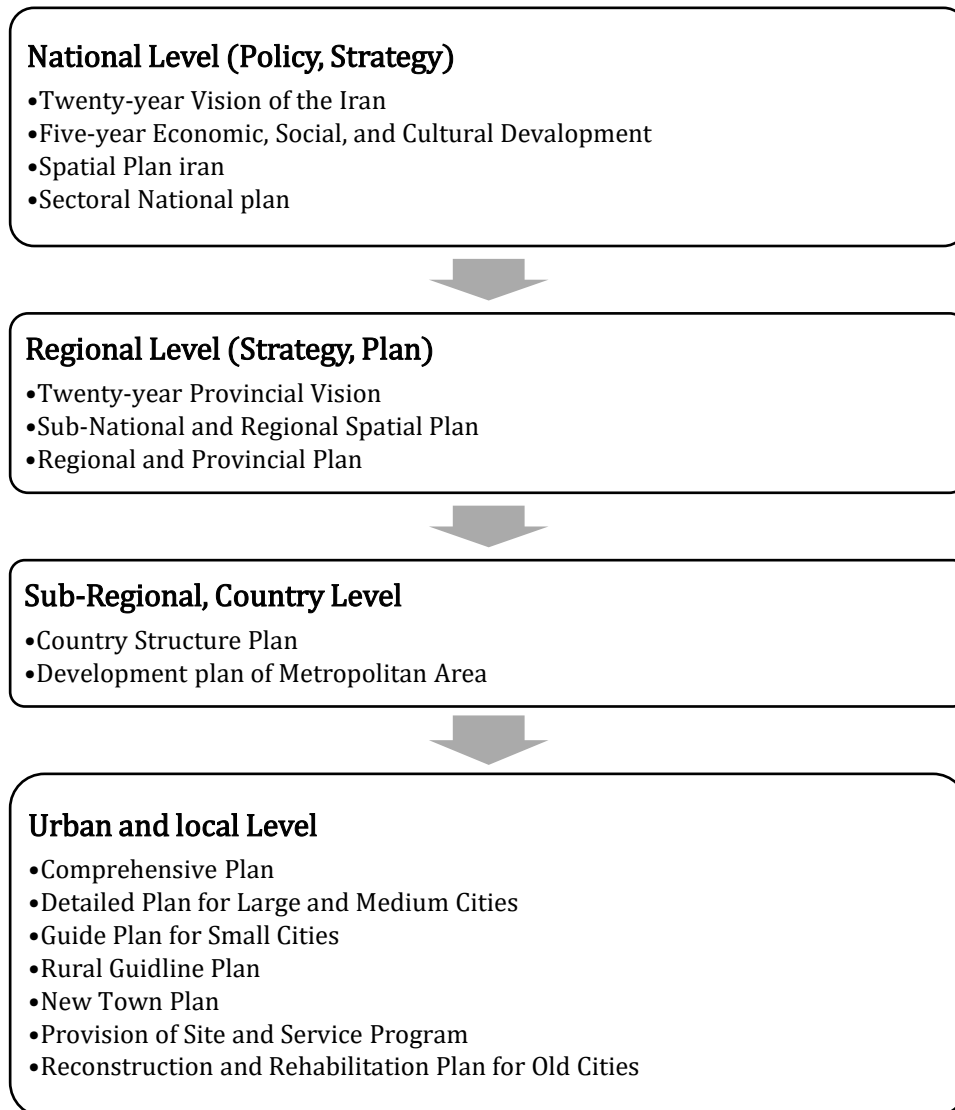 National Level (Policy, Strategy)
•Twenty-year Vision of the Iran
•Five-year Economic, Social, and Cultural Devalopment
•Spatial Plan iran
•Sectoral National plan
Regional Level (Strategy, Plan)
•Twenty-year Provincial Vision
•Sub-National and Regional Spatial Plan
•Regional and Provincial Plan
Sub-Regional, Country Level
•Country Structure Plan
•Development plan of Metropolitan Area
Urban and local Level
•Comprehensive Plan
•Detailed Plan for Large and Medium Cities
•Guide Plan for Small Cities
•Rural Guidline Plan
•New Town Plan
•Provision of Site and Service Program
•Reconstruction and Rehabilitation Plan for Old Cities